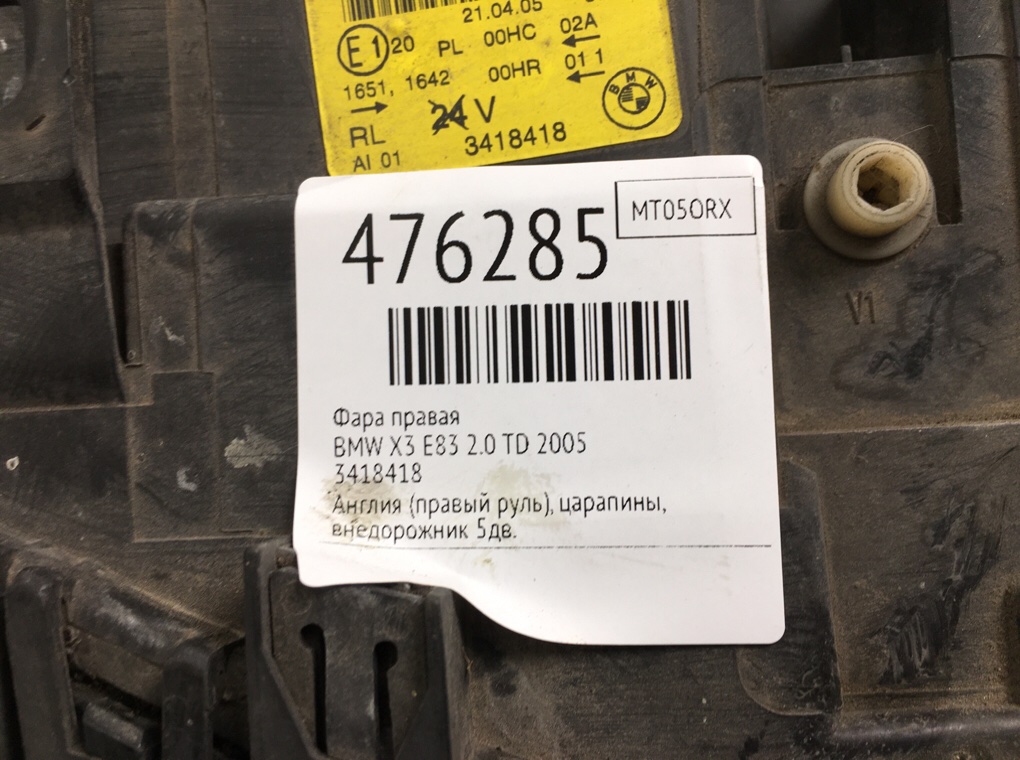 21.04.05
E1 20 PL 00HC 02A
1651, 1642 00HR 01 1
BMW
RL 24 V
AI 01 3418418
476285
MT05ORX
Фара правая
BMW X3 E83 2.0 TD 2005
3418418
Англия (правый руль), царапины,
внедорожник 5дв.
V1